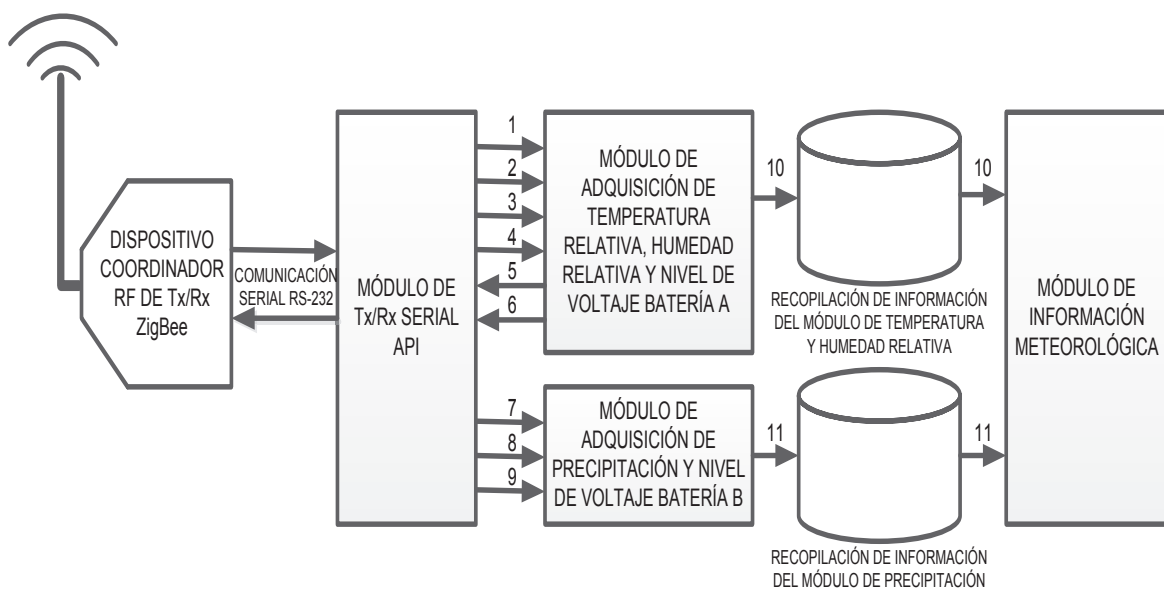 DISPOSITIVO
COORDINADOR
RF DE Tx/Rx
ZigBee
COMUNICACIÓN
SERIAL RS-232
MÓDULO DE
Tx/Rx SERIAL
API
1
2
3
4
5
6
7
8
9
MÓDULO DE
ADQUISICIÓN DE
TEMPERATURA
RELATIVA, HUMEDAD
RELATIVA Y NIVEL DE
VOLTAJE BATERÍA A
MÓDULO DE
ADQUISICIÓN DE
PRECIPITACIÓN Y NIVEL
DE VOLTAJE BATERÍA B
10
10
RECOPILACIÓN DE INFORMACIÓN
DEL MÓDULO DE TEMPERATURA
Y HUMEDAD RELATIVA
11
11
RECOPILACIÓN DE INFORMACIÓN
DEL MÓDULO DE PRECIPITACIÓN
MÓDULO DE
INFORMACIÓN
METEOROLÓGICA